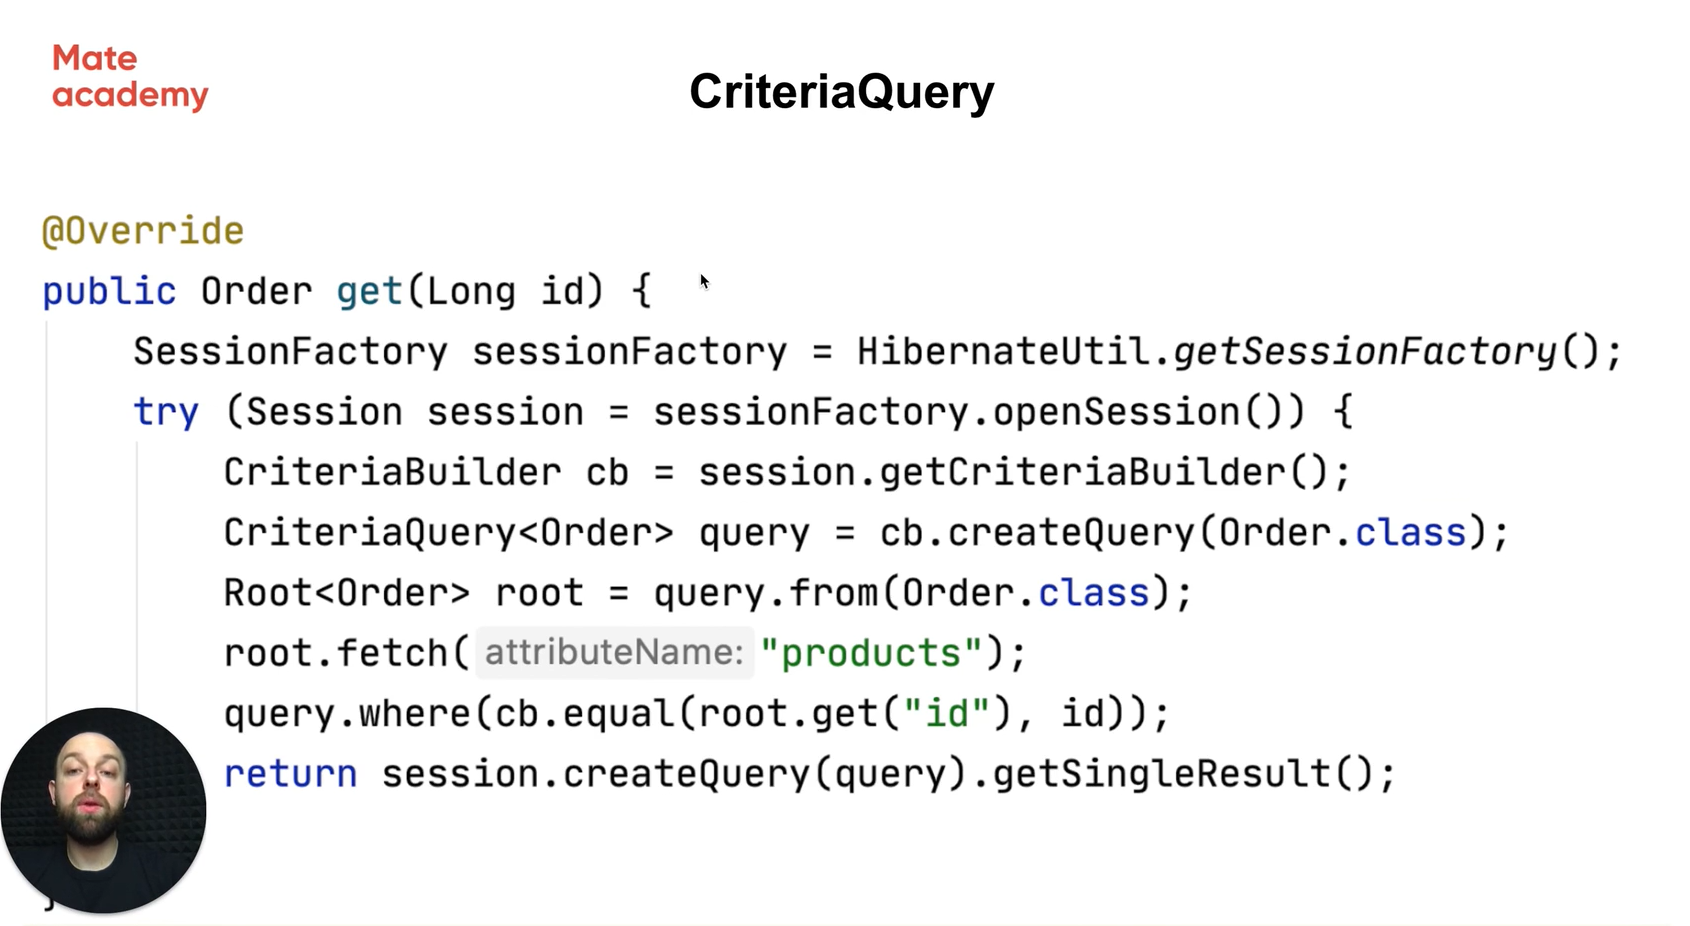 Mate
academy
CriteriaQuery
@Override
public Order get(Long id) {
SessionFactory sessionFactory = HibernateUtil.getSessionFactory();
try (Session session = sessionFactory.openSession()) {
CriteriaBuilder cb = session.getCriteriaBuilder();
CriteriaQuery<Order> query = cb.createQuery(Order.class);
Root<Order> root = query.from(Order.class);
root.fetch( attributeName: "products");
query.where(cb.equal(root.get("id"), id));
return session.createQuery(query).getSingleResult();
}